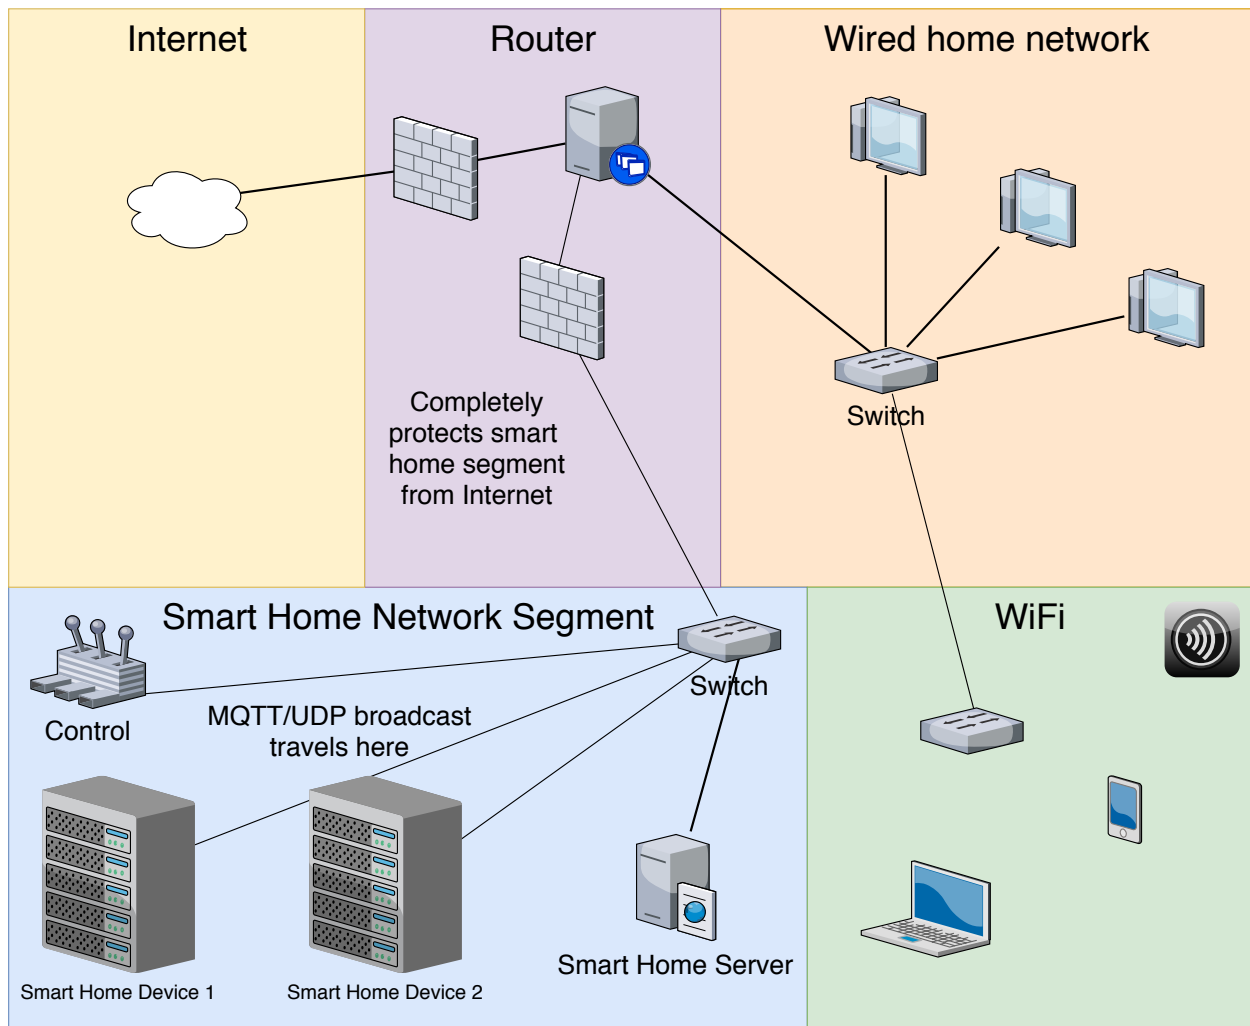 Internet
Router
Wired home network
Completely
protects smart
home segment
from Internet
Switch
Smart Home Network Segment
WiFi
Switch
Control
MQTT/UDP broadcast
travels here
Smart Home Server
Smart Home Device 1
Smart Home Device 2